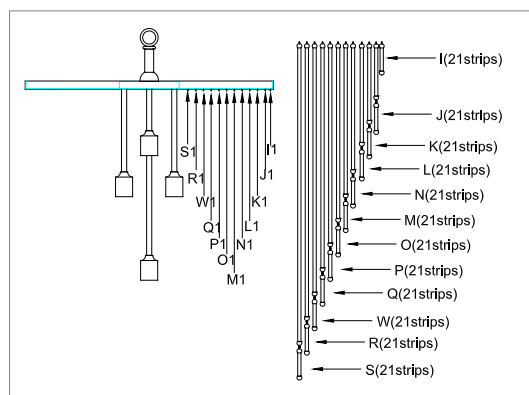 S1
R1
W1
Q1
P1
O1
M1
N1
L1
K1
J1
I1
I(21strips)
J(21strips)
K(21strips)
L(21strips)
N(21strips)
M(21strips)
O(21strips)
P(21strips)
Q(21strips)
W(21strips)
R(21strips)
S(21strips)